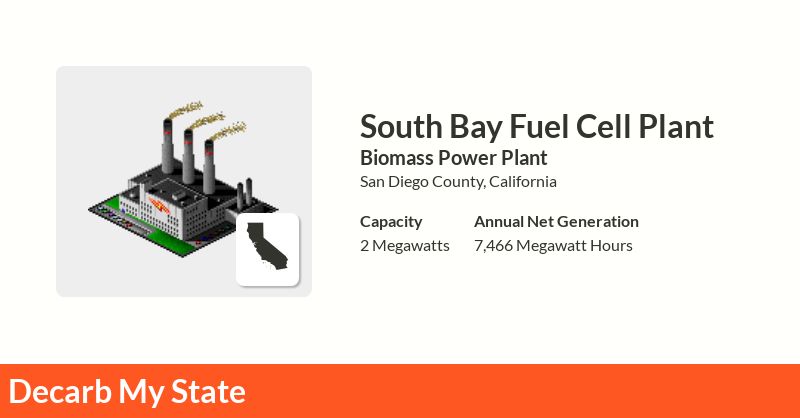 South Bay Fuel Cell Plant
Biomass Power Plant
San Diego County, California
Capacity
2 Megawatts
Annual Net Generation
7,466 Megawatt Hours
Decarb My State